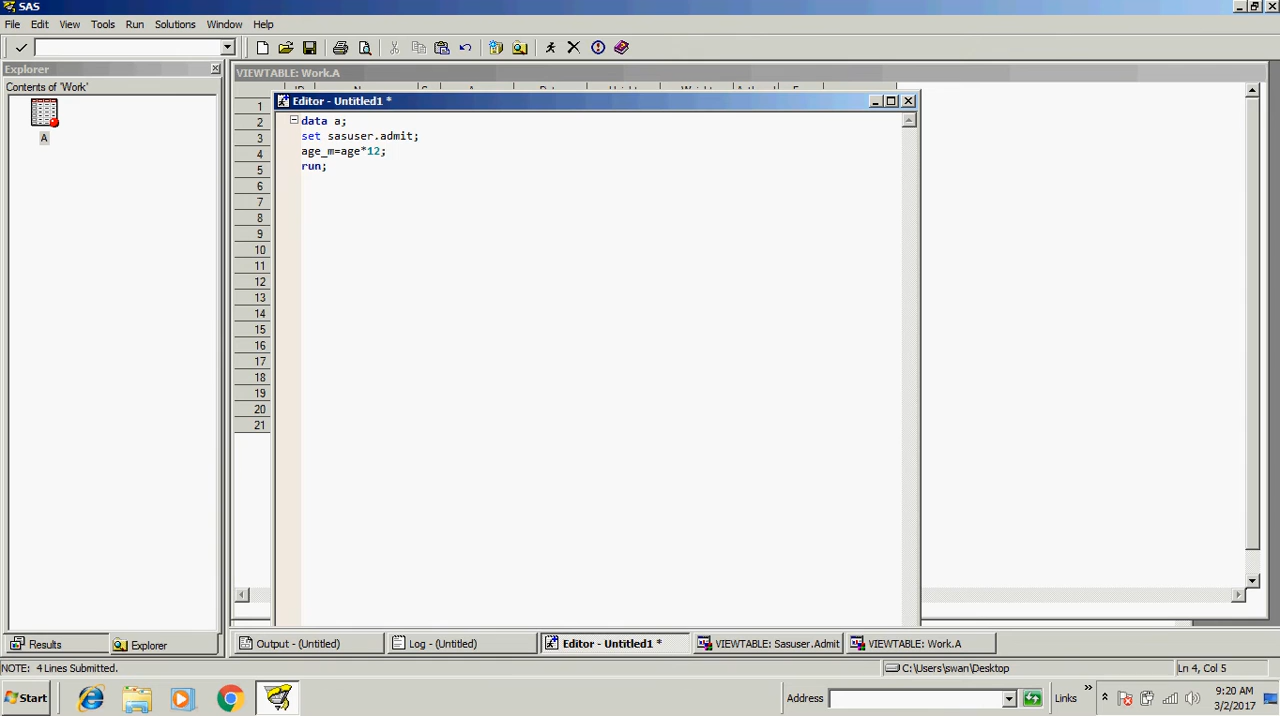 SAS
File Edit View Tools Run Solutions Window Help
Explorer
Contents of 'Work'
A
VIEWTABLE: Work.A
1
2
3
4
5
6
7
8
9
10
11
12
13
14
15
16
17
18
19
20
21
Editor - Untitled1 *
data a;
set sasuser.admit;
age_m=age*12;
run;
Results Explorer
Output - (Untitled) Log - (Untitled) Editor - Untitled1 * VIEWTABLE: Sasuser.Admit VIEWTABLE: Work.A
NOTE: 4 Lines Submitted. C:\Users\swan\Desktop Ln 4, Col 5
Start Address Links » 9:20 AM
3/2/2017